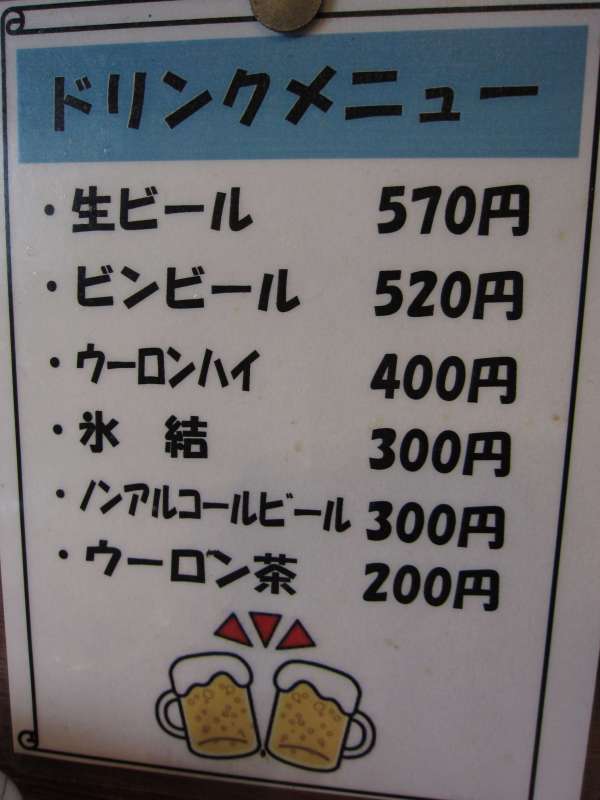 ドリンクメニュー
・生ビール 570円
・ビンビール 520円
・ウーロンハイ 400円
・氷 結 300円
・ノンアルコールビール 300円
・ウーロン茶 200円